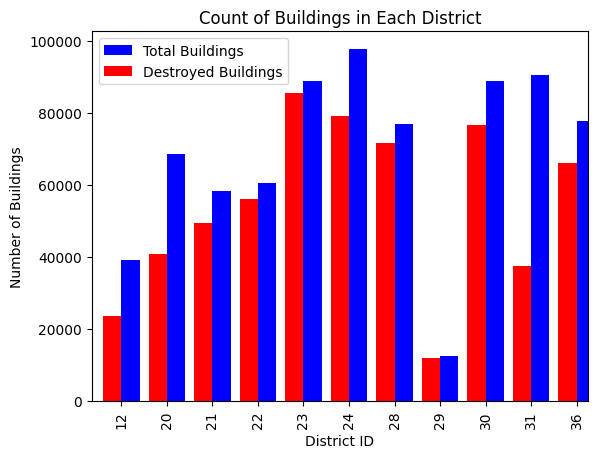 Count of Buildings in Each District
Total Buildings
Destroyed Buildings
Number of Buildings
100000
80000
60000
40000
20000
0
12 20 21 22 23 24 28 29 30 31 36
District ID